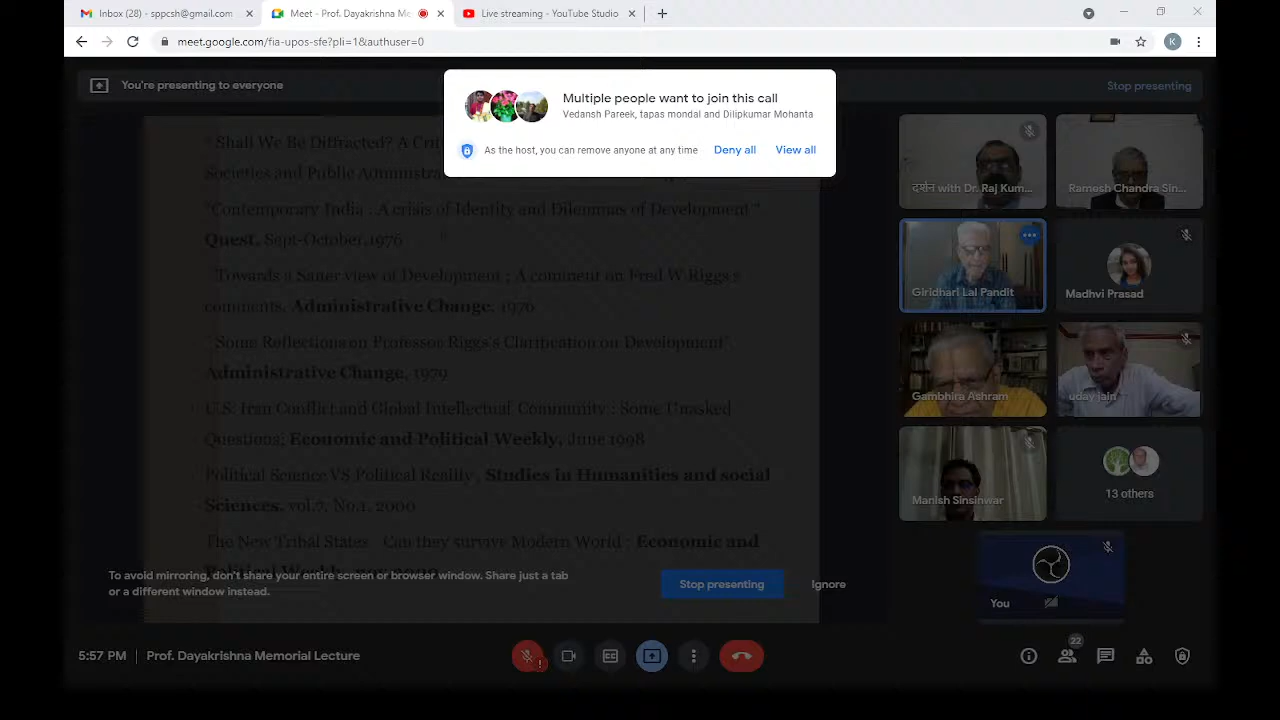 Inbox (28) - sppcsh@gmail.com
Meet - Prof. Dayakrishna Me
Live streaming - YouTube Studio
meet.google.com/fia-upos-sfe?pli=1&authuser=0
K
You're presenting to everyone
Stop presenting
Multiple people want to join this call
Vedansh Pareek, tapas mondal and Dilipkumar Mohanta
As the host, you can remove anyone at any time
Deny all
View all
"Shall We Be Diffracted? A Cri
Societies and Public Administra
"Contemporary India : A crisis of Identity and Dilemmas of Development"
Quest, Sept-October,1976
"Towards a Saner view of Development ; A comment on Fred W Riggs's
comments, Administrative Change, 1976
"Some Reflections on Professor Riggs's Clarification on Development",
Administrative Change, 1979
U.S. Iran Conflict and Global Intellectual Community : Some Unasked
Questions; Economic and Political Weekly, June 1998
Political Science VS Political Reality , Studies in Humanities and social
Sciences, vol.7, No.1, 2000
The New Tribal States Can they survive Modern World ; Economic and
Political Weekly,
दर्शन with Dr. Raj Kum...
Ramesh Chandra Sin...
Giridhari Lal Pandit
Madhvi Prasad
Gambhira Ashram
uday jain
Manish Sinsinwar
13 others
You
To avoid mirroring, don't share your entire screen or browser window. Share just a tab
or a different window instead.
Stop presenting
Ignore
5:57 PM | Prof. Dayakrishna Memorial Lecture
22